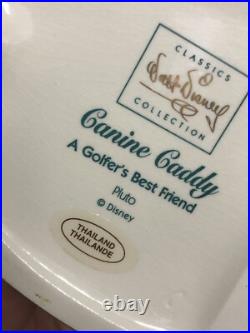 CLASSICS
Walt Disney
COLLECTION
Canine Caddy
A Golfer's Best Friend
Pluto
© Disney
THAILAND
THAILANDE